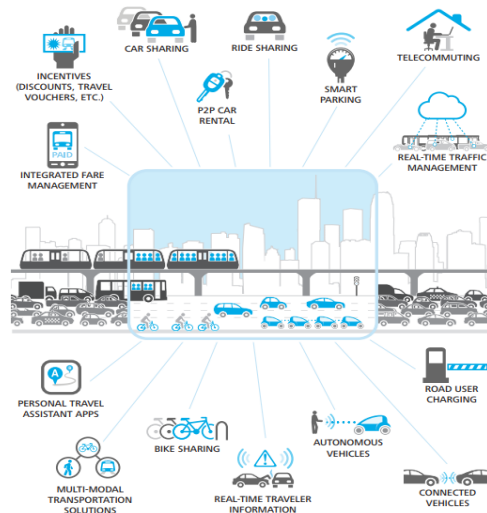 CAR SHARING
RIDE SHARING
TELECOMMUTING
INCENTIVES
(DISCOUNTS, TRAVEL
VOUCHERS, ETC.)
P2P CAR
RENTAL
SMART
PARKING
PAID
INTEGRATED FARE
MANAGEMENT
REAL-TIME TRAFFIC
MANAGEMENT
A
PERSONAL TRAVEL
ASSISTANT APPS
ROAD USER
CHARGING
BIKE SHARING
AUTONOMOUS
VEHICLES
MULTI-MODAL
TRANSPORTATION
SOLUTIONS
REAL-TIME TRAVELER
INFORMATION
CONNECTED
VEHICLES